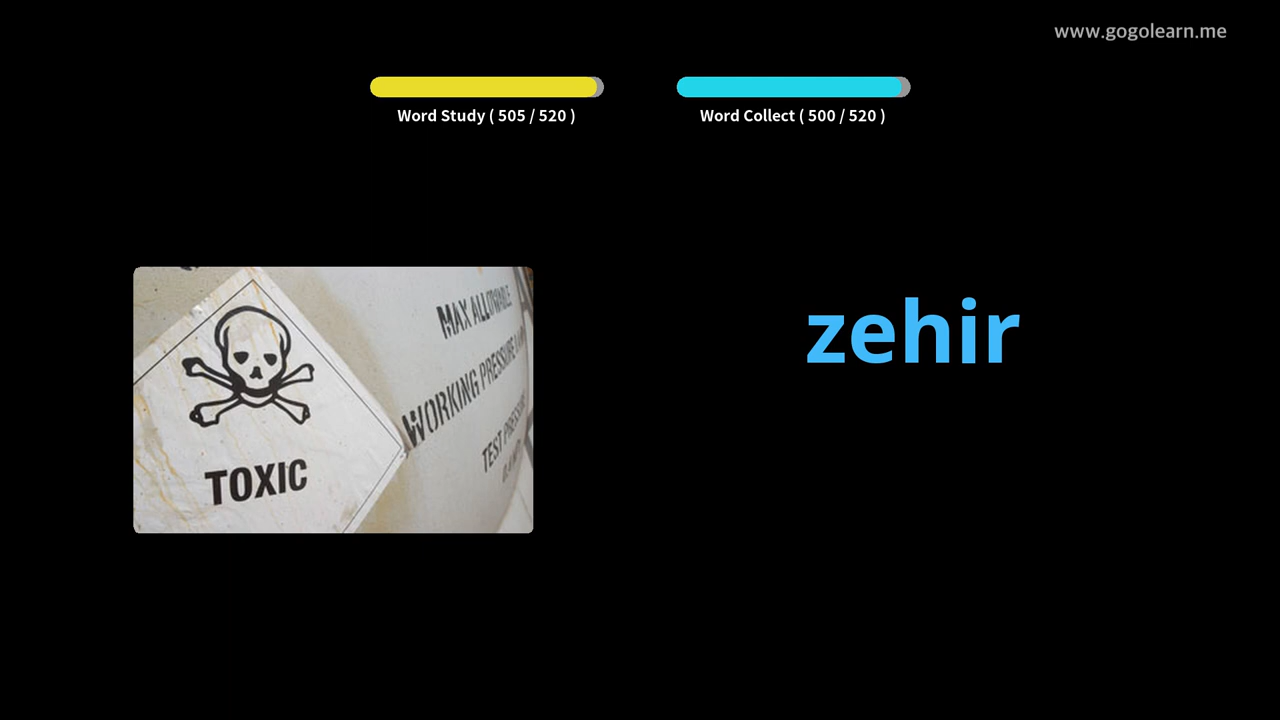 www.gogolearn.me
Word Study ( 505 / 520 )
Word Collect ( 500 / 520 )
MAX ALLOWABLE
WORKING PRESSURE
TEST PRESSURE
TOXIC
zehir